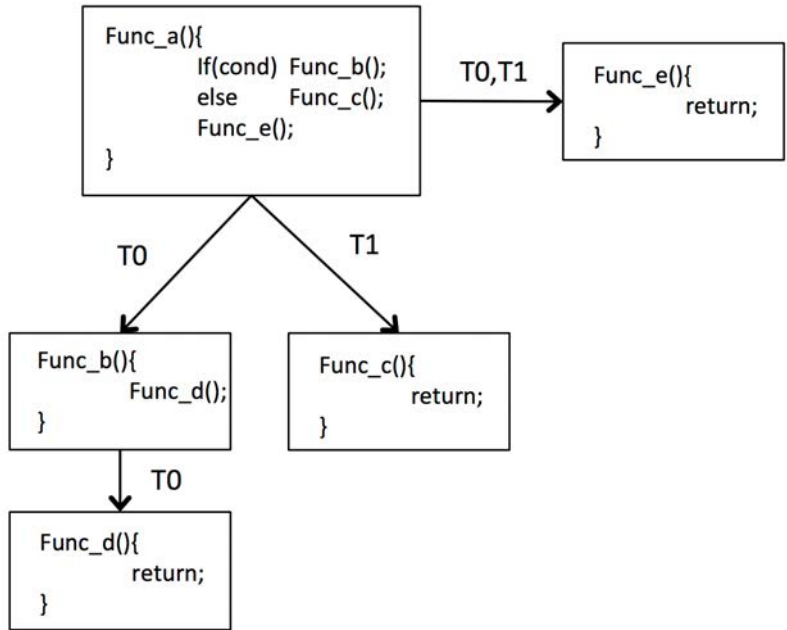 Func_a(){
If(cond) Func_b();
else Func_c();
Func_e();
}
T0,T1
Func_e(){
return;
}
T0
T1
Func_b(){
Func_d();
}
Func_c(){
return;
}
T0
Func_d(){
return;
}